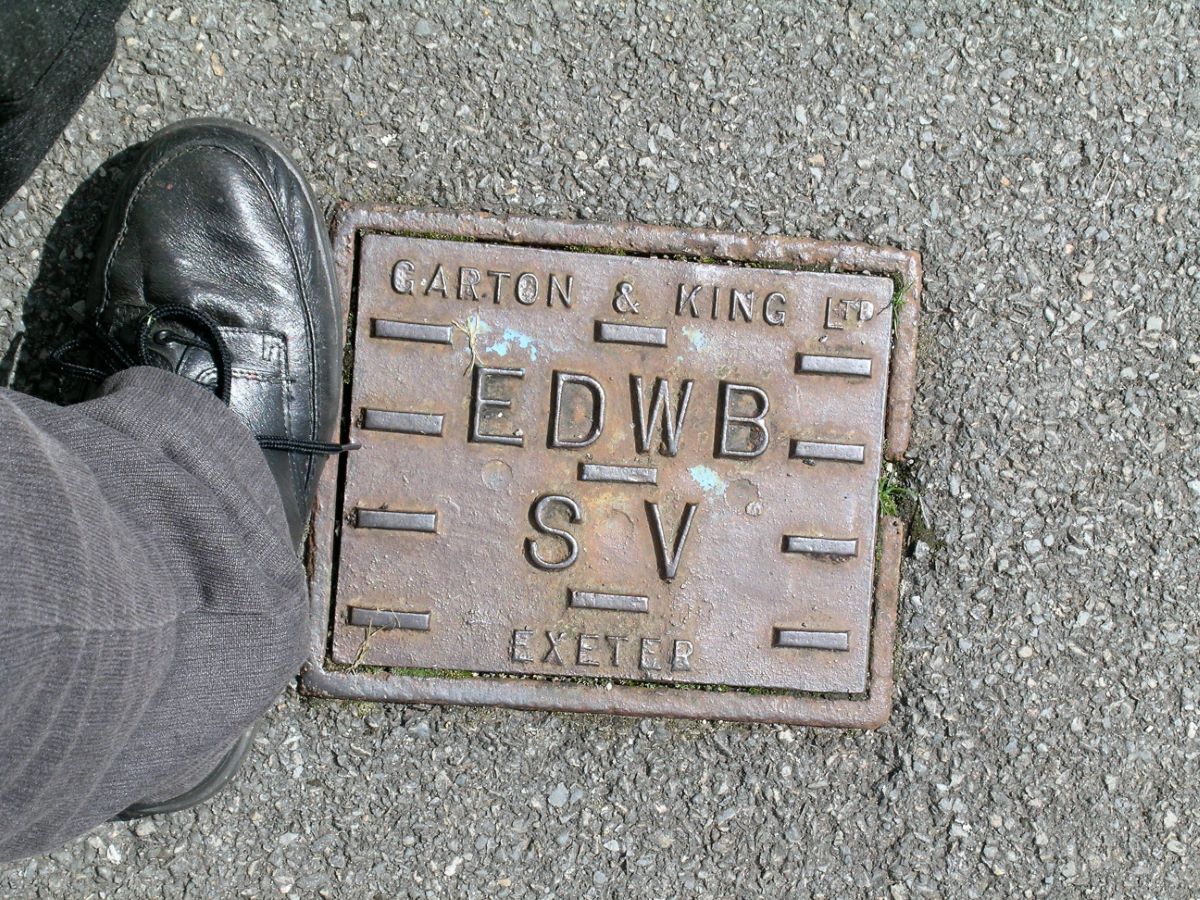 GARTON & KING LTD
EDWB
SV
EXETER